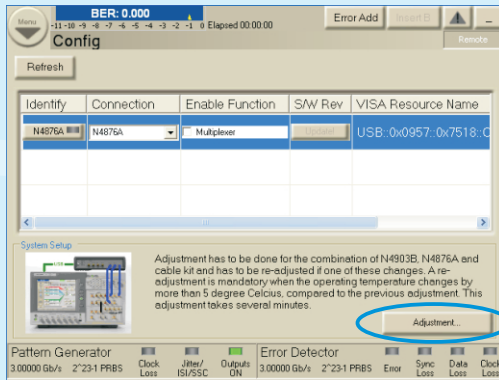 Menu
BER: 0.000
-11 -10 -9 -8 -7 -6 -5 -4 -3 -2 -1 0 Elapsed 00:00:00
Error Add
Insert B
Config
Remote
Refresh
Identify Connection Enable Function S/W Rev VISA Resource Name
N4876A N4876A Multiplexer Update! USB::0x0957::0x7518::C
System Setup
Adjustment has to be done for the combination of N4903B, N4876A and
cable kit and has to be re-adjusted if one of these changes. A re-
adjustment is mandatory when the operating temperature changes by
more than 5 degree Celcius, compared to the previous adjustment. This
adjustment takes several minutes.
Adjustment...
Pattern Generator
3.00000 Gb/s 2^23-1 PRBS
Clock Loss
Jitter/ ISI/SSC
Outputs ON
Error Detector
3.00000 Gb/s 2^23-1 PRBS
Error
Sync Loss
Data Loss
Clock Loss